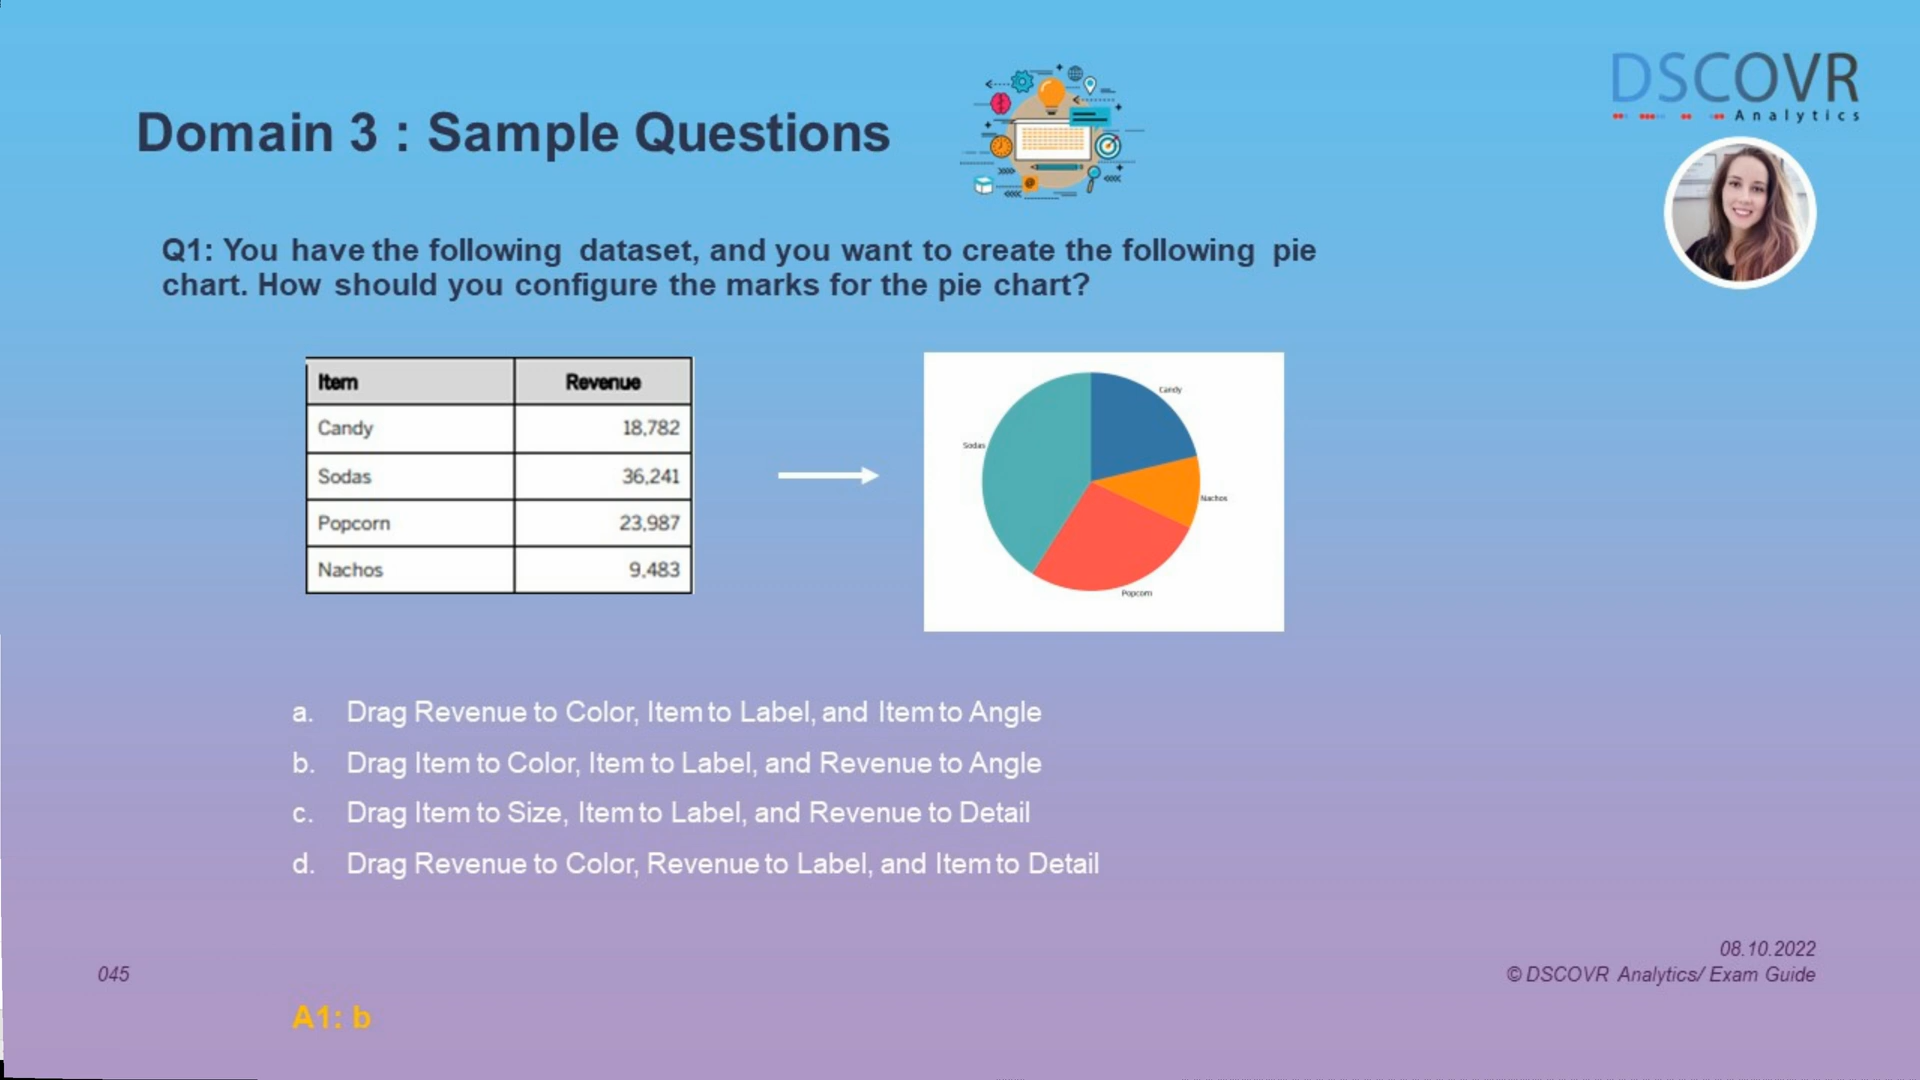 DSCOVR
Analytics
Domain 3 : Sample Questions
Q1: You have the following dataset, and you want to create the following pie
chart. How should you configure the marks for the pie chart?
Item Revenue
Candy 18,782
Sodas 36,241
Popcorn 23,987
Nachos 9,483
Candy
Sodas
Nachos
Popcorn
a. Drag Revenue to Color, Item to Label, and Item to Angle
b. Drag Item to Color, Item to Label, and Revenue to Angle
c. Drag Item to Size, Item to Label, and Revenue to Detail
d. Drag Revenue to Color, Revenue to Label, and Item to Detail
08.10.2022
045
© DSCOVR Analytics/ Exam Guide
A1: b